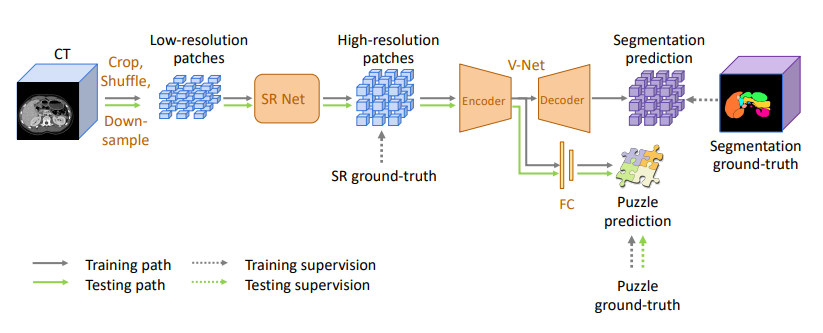 CT
Crop,
Shuffle,
Down-
sample
Low-resolution
patches
SR Net
High-resolution
patches
SR ground-truth
V-Net
Encoder
Decoder
Segmentation
prediction
Segmentation
ground-truth
FC
Puzzle
prediction
Puzzle
ground-truth
Training path
Testing path
Training supervision
Testing supervision